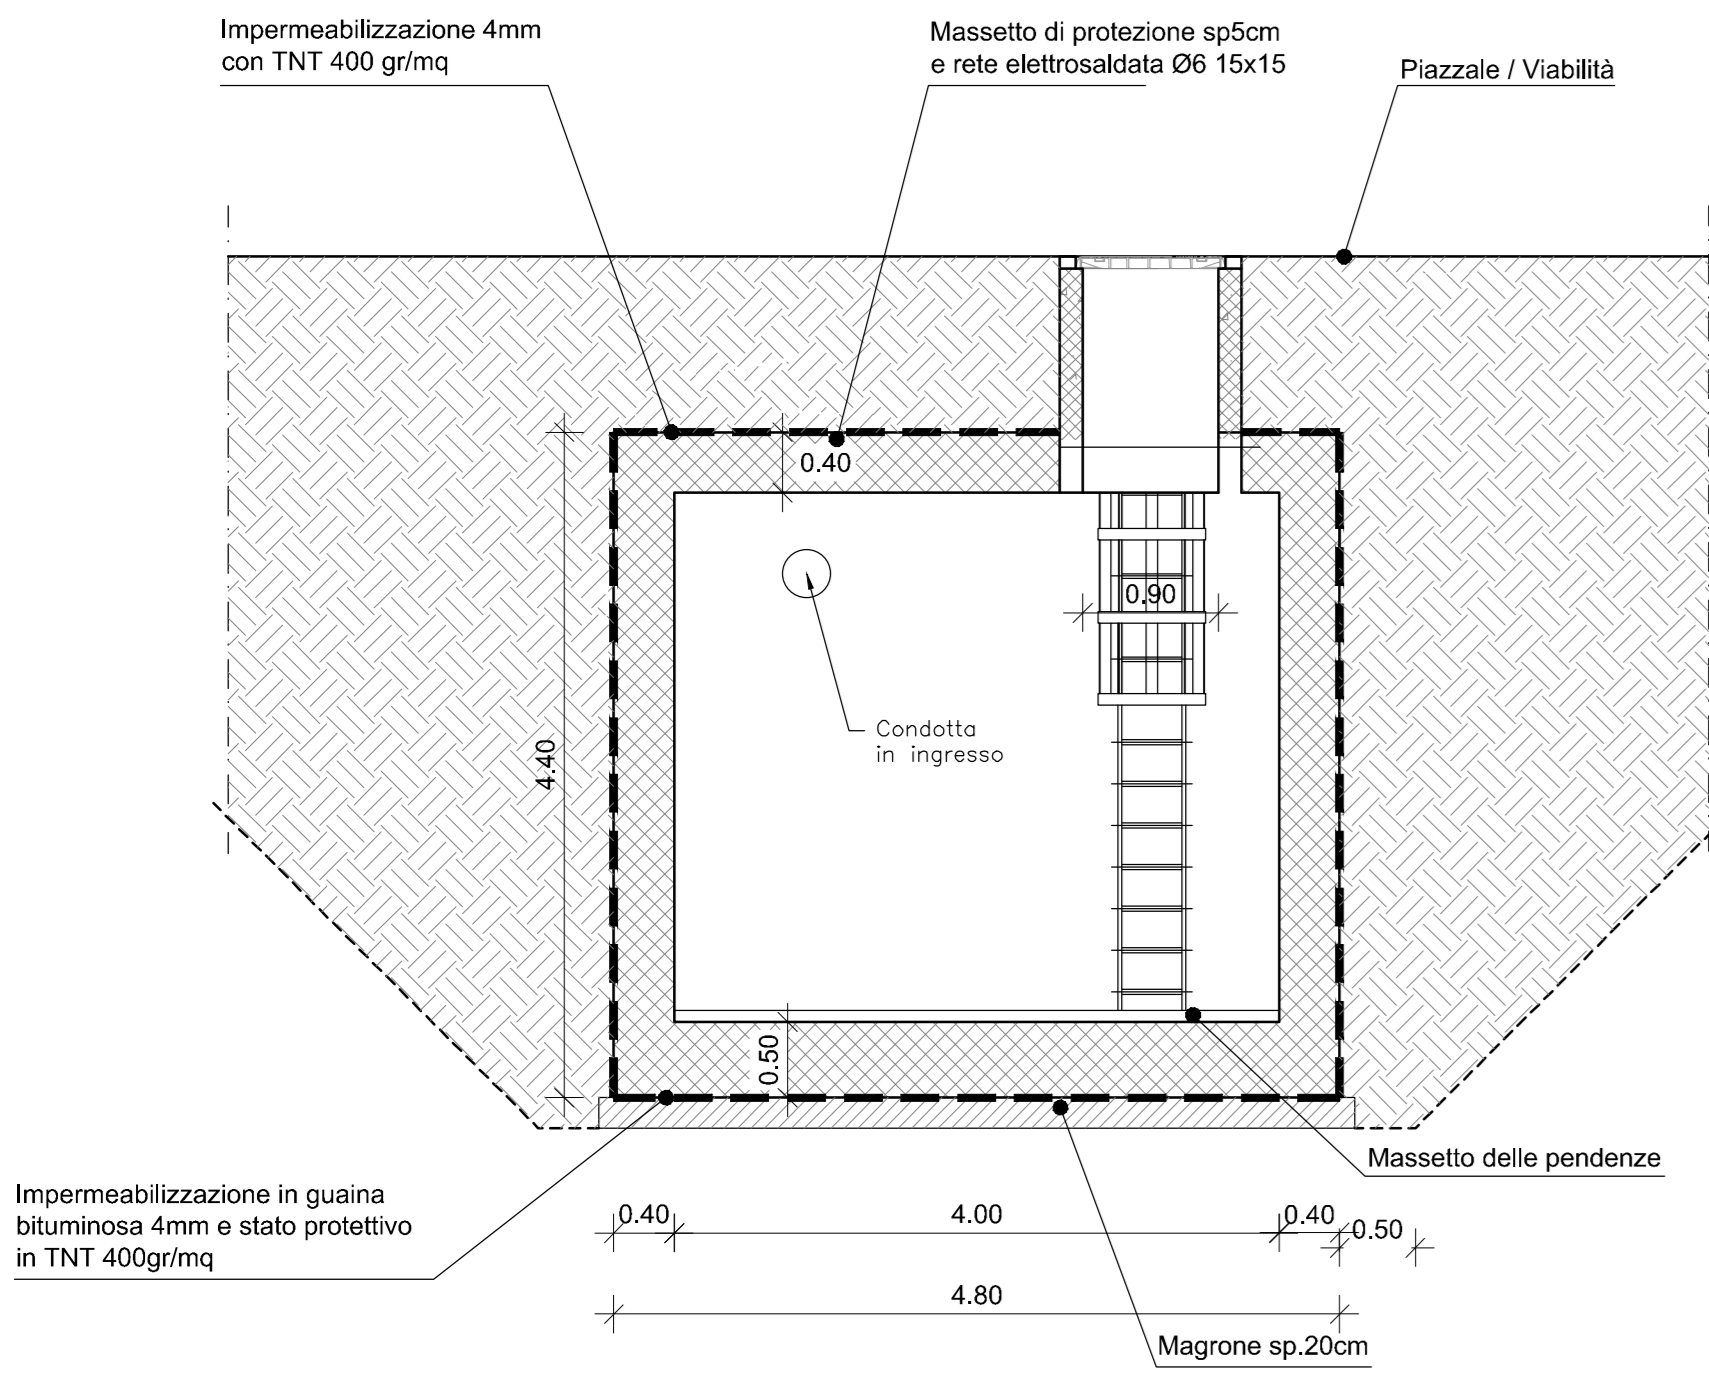 Impermeabilizzazione 4mm
con TNT 400 gr/mq
Massetto di protezione sp5cm
e rete elettrosaldata Ø6 15x15
Piazzale / Viabilità
0.40
0.90
Condotta
in ingresso
4.40
0.50
Massetto delle pendenze
Impermeabilizzazione in guaina
bituminosa 4mm e stato protettivo
in TNT 400gr/mq
0.40
4.00
0.40
0.50
4.80
Magrone sp.20cm